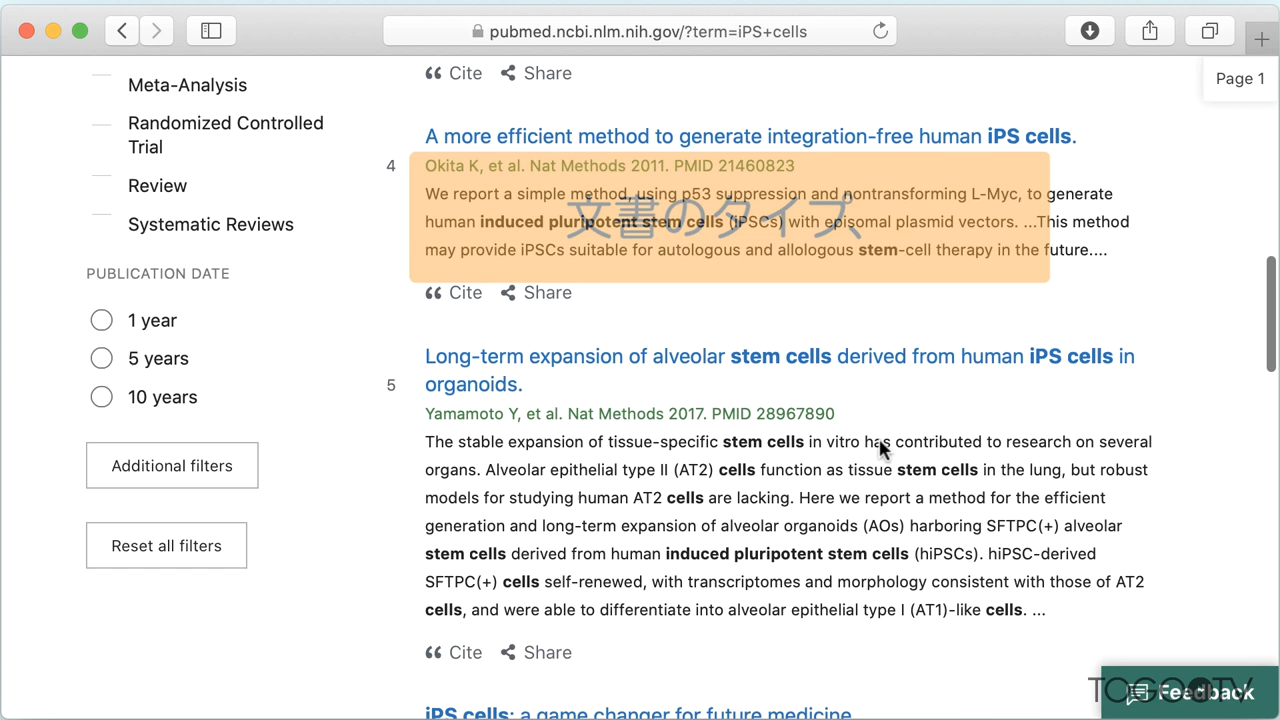 pubmed.ncbi.nlm.nih.gov/?term=iPS+cells
Page 1
Meta-Analysis
Randomized Controlled
Trial
Review
Systematic Reviews
PUBLICATION DATE
1 year
5 years
10 years
Additional filters
Reset all filters
Cite Share
A more efficient method to generate integration-free human iPS cells.
4
Okita K, et al. Nat Methods 2011. PMID 21460823
We report a simple method, using p53 suppression and nontransforming L-Myc, to generate
human induced pluripotent stem cells (iPSCs) with episomal plasmid vectors. ...This method
may provide iPSCs suitable for autologous and allologous stem-cell therapy in the future....
文書のタイプ
Cite Share
Long-term expansion of alveolar stem cells derived from human iPS cells in
organoids.
5
Yamamoto Y, et al. Nat Methods 2017. PMID 28967890
The stable expansion of tissue-specific stem cells in vitro has contributed to research on several
organs. Alveolar epithelial type II (AT2) cells function as tissue stem cells in the lung, but robust
models for studying human AT2 cells are lacking. Here we report a method for the efficient
generation and long-term expansion of alveolar organoids (AOs) harboring SFTPC(+) alveolar
stem cells derived from human induced pluripotent stem cells (hiPSCs). hiPSC-derived
SFTPC(+) cells self-renewed, with transcriptomes and morphology consistent with those of AT2
cells, and were able to differentiate into alveolar epithelial type I (AT1)-like cells. ...
Cite Share
iPS cells: a game changer for future medicine.
Feedback
TOGOTV